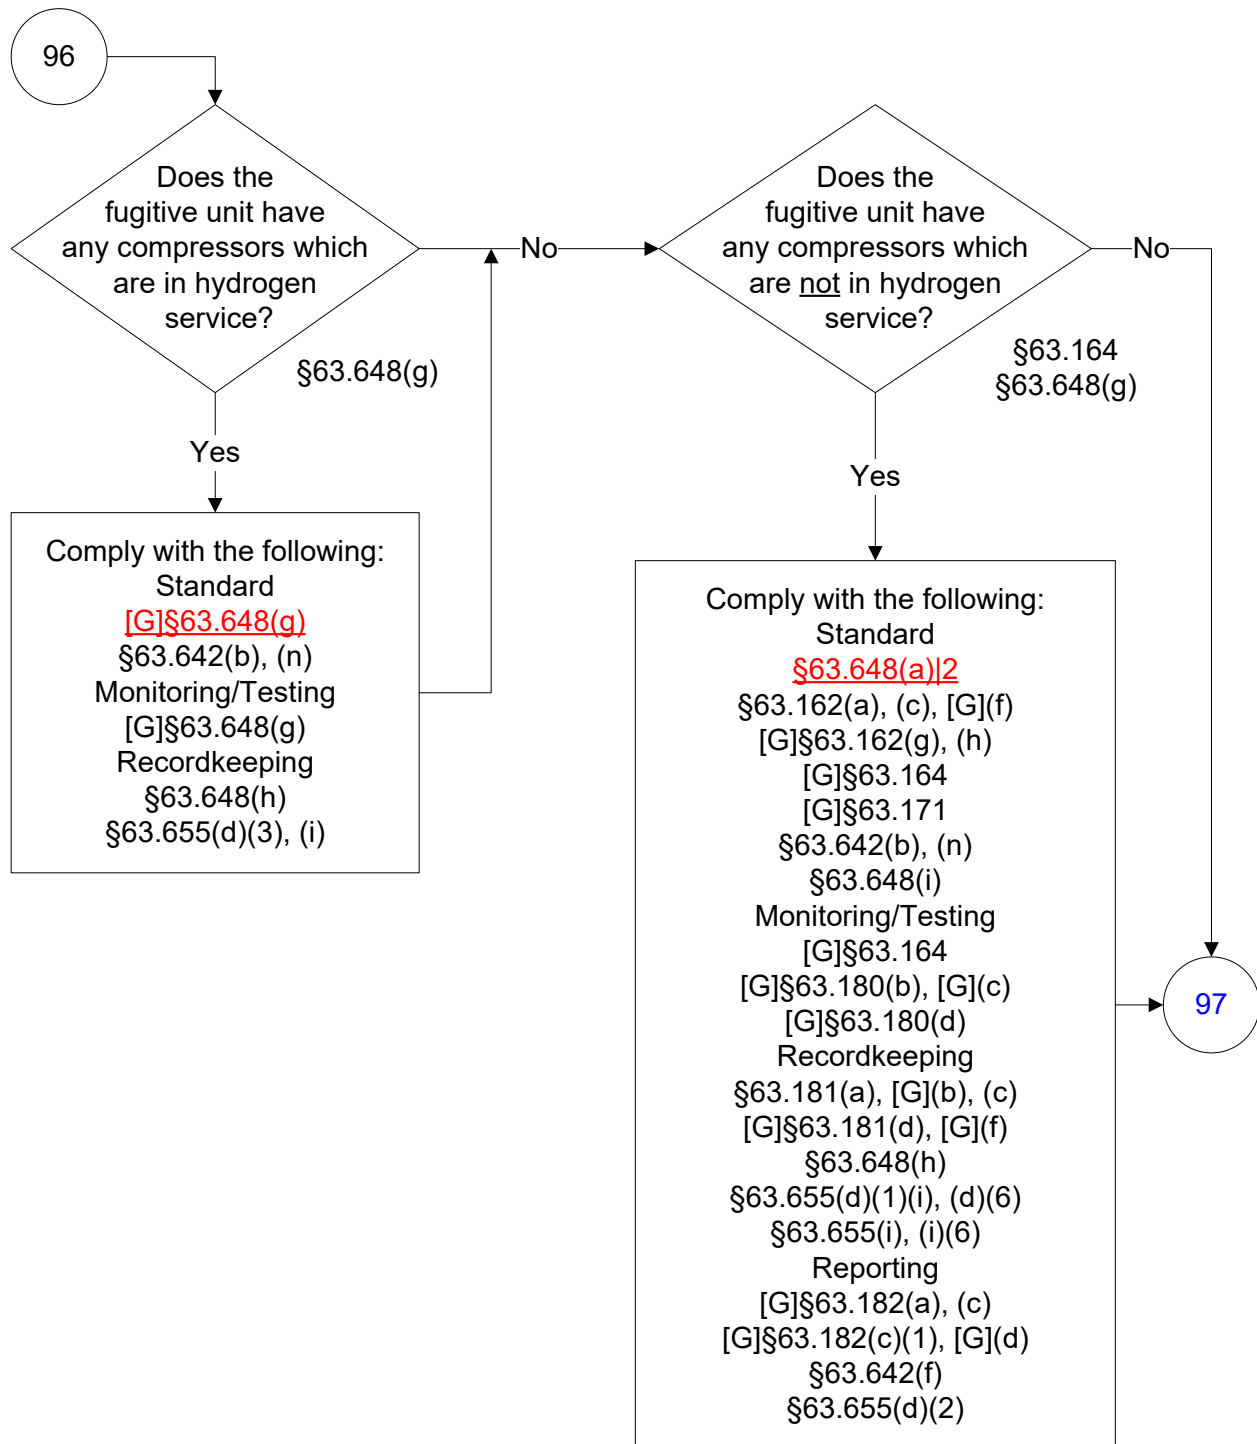 96
Does the
fugitive unit have
any compressors which
are in hydrogen
service?
§63.648(g)
No
Yes
Comply with the following:
Standard
[G]§63.648(g)
§63.642(b), (n)
Monitoring/Testing
[G]§63.648(g)
Recordkeeping
§63.648(h)
§63.655(d)(3), (i)
Does the
fugitive unit have
any compressors which
are not in hydrogen
service?
§63.164
§63.648(g)
No
Yes
Comply with the following:
Standard
§63.648(a)|2
§63.162(a), (c), [G](f)
[G]§63.162(g), (h)
[G]§63.164
[G]§63.171
§63.642(b), (n)
§63.648(i)
Monitoring/Testing
[G]§63.164
[G]§63.180(b), [G](c)
[G]§63.180(d)
Recordkeeping
§63.181(a), [G](b), (c)
[G]§63.181(d), [G](f)
§63.648(h)
§63.655(d)(1)(i), (d)(6)
§63.655(i), (i)(6)
Reporting
[G]§63.182(a), (c)
[G]§63.182(c)(1), [G](d)
§63.642(f)
§63.655(d)(2)
97